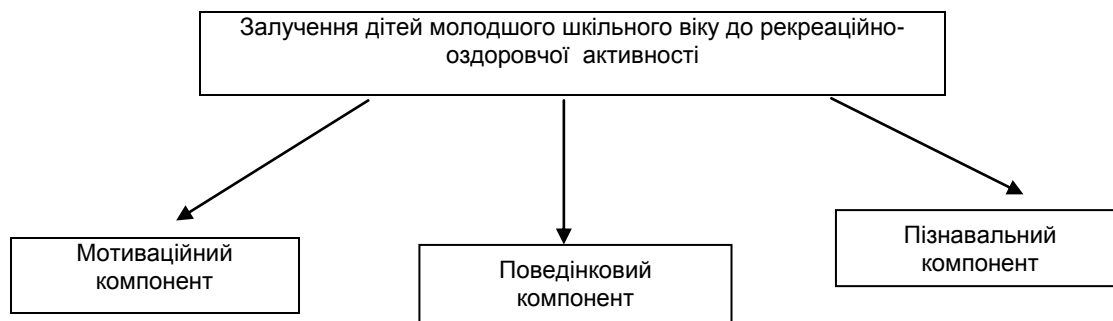 Залучення дітей молодшого шкільного віку до рекреаційно-
оздоровчої активності
Мотиваційний
компонент
Поведінковий
компонент
Пізнавальний
компонент